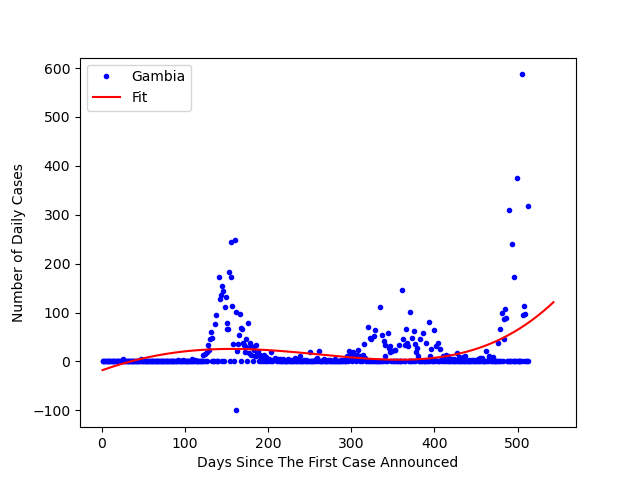 Gambia
Fit
600
500
400
300
200
100
0
−100
Number of Daily Cases
0 100 200 300 400 500
Days Since The First Case Announced